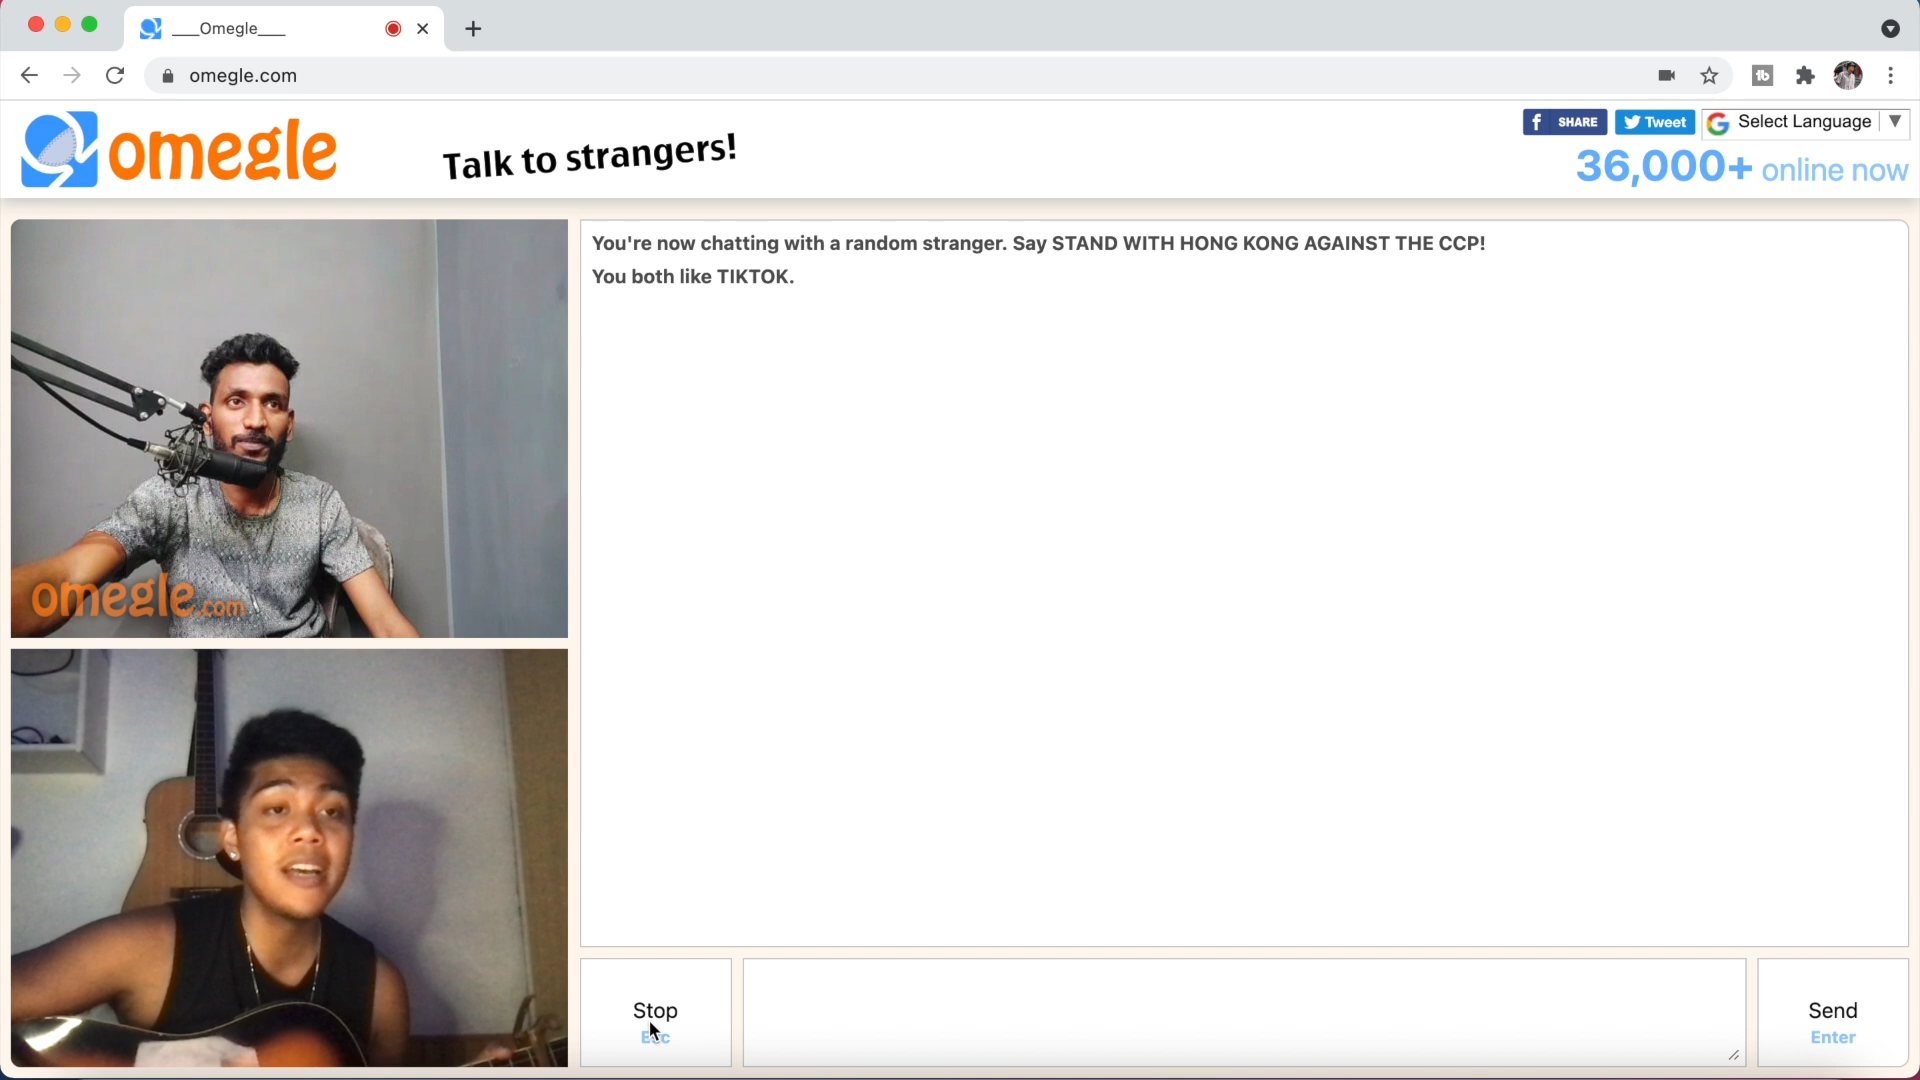 ___Omegle___
omegle.com
omegle
Talk to strangers!
SHARE
Tweet
Select Language
36,000+ online now
You're now chatting with a random stranger. Say STAND WITH HONG KONG AGAINST THE CCP!
You both like TIKTOK.
omegle.com
Stop
Esc
Send
Enter